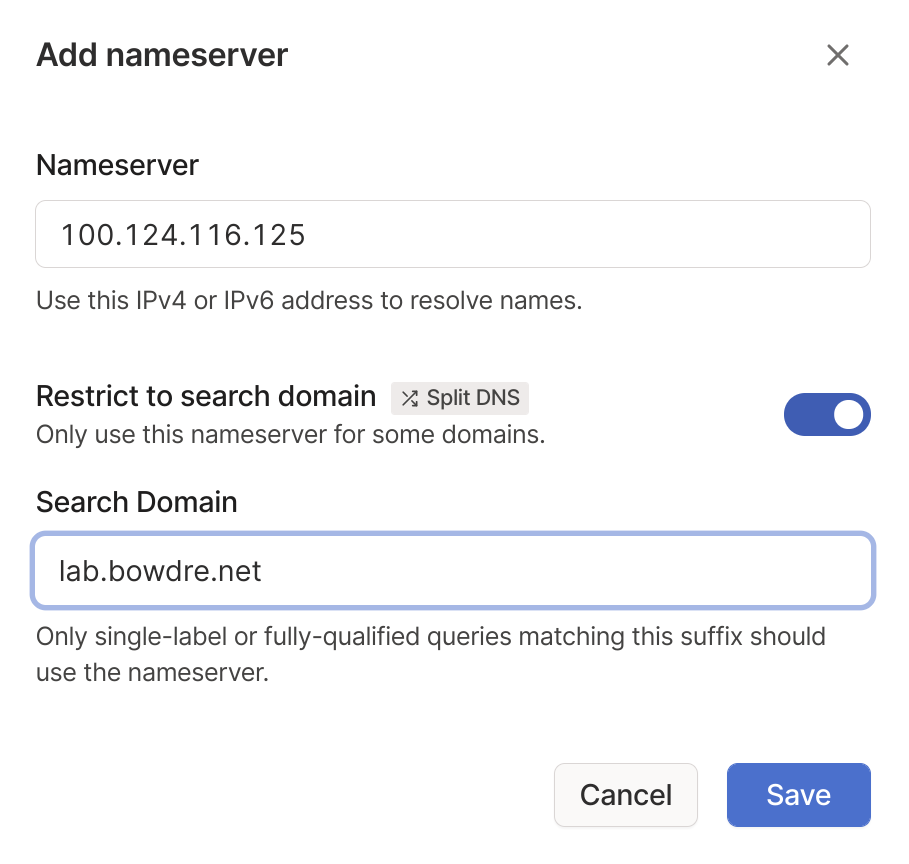 Add nameserver
Nameserver
100.124.116.125
Use this IPv4 or IPv6 address to resolve names.
Restrict to search domain Split DNS
Only use this nameserver for some domains.
Search Domain
lab.bowdre.net
Only single-label or fully-qualified queries matching this suffix should
use the nameserver.
Cancel Save